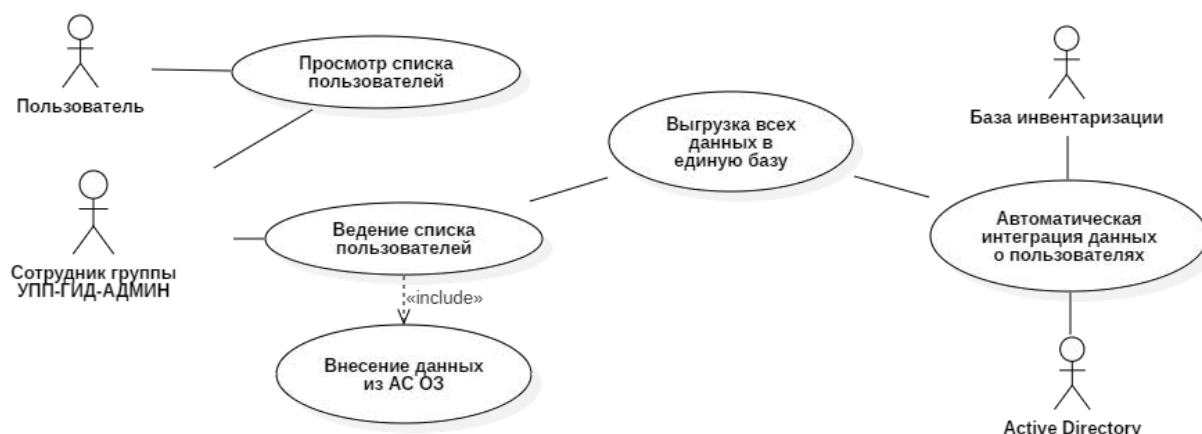 Пользователь
Просмотр списка
пользователей
Сотрудник группы
УПП-ГИД-АДМИН
Ведение списка
пользователей
«include»
Внесение данных
из АС ОЗ
Выгрузка всех
данных в
единую базу
База инвентаризации
Автоматическая
интеграция данных
о пользователях
Active Directory